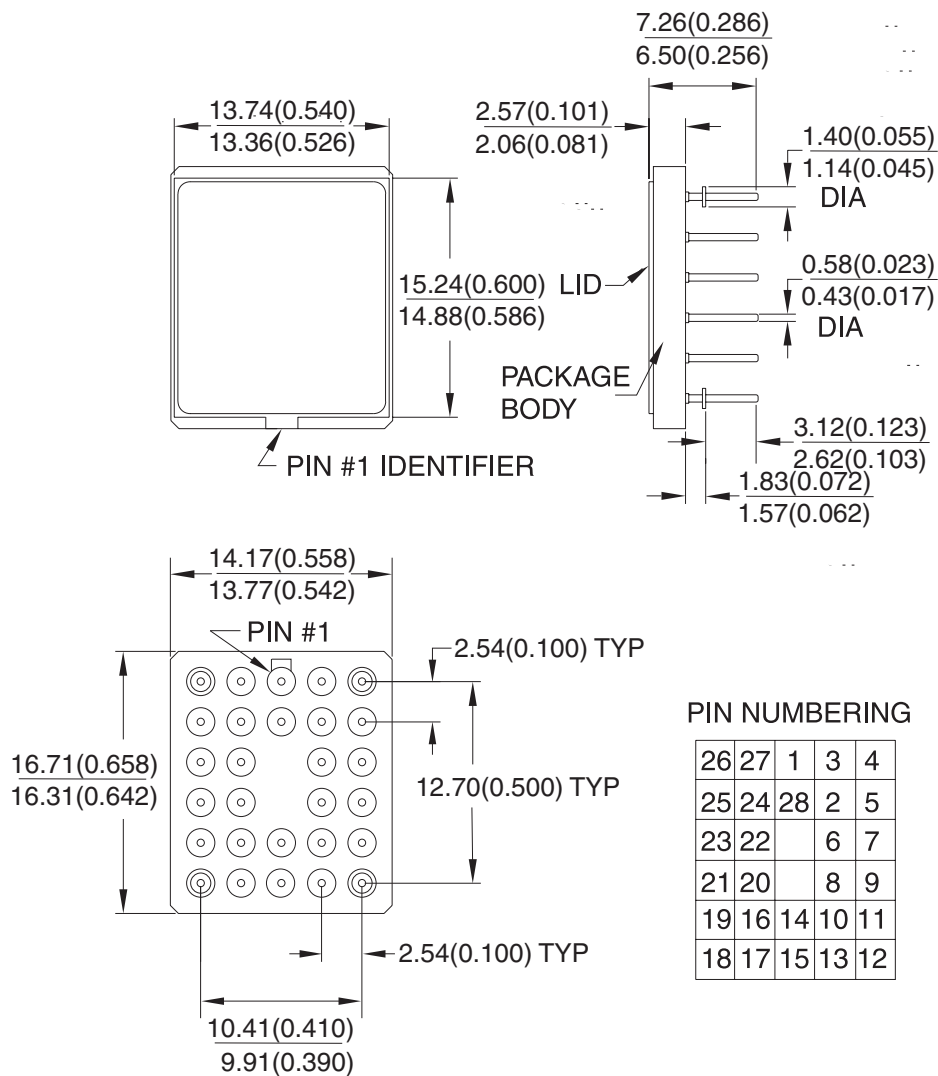 7.26(0.286)
6.50(0.256)
13.74(0.540)
13.36(0.526)
2.57(0.101)
2.06(0.081)
1.40(0.055)
1.14(0.045)
DIA
15.24(0.600)
14.88(0.586)
LID
0.58(0.023)
0.43(0.017)
DIA
PACKAGE
BODY
PIN #1 IDENTIFIER
3.12(0.123)
2.62(0.103)
1.83(0.072)
1.57(0.062)
14.17(0.558)
13.77(0.542)
PIN #1
2.54(0.100) TYP
16.71(0.658)
16.31(0.642)
12.70(0.500) TYP
2.54(0.100) TYP
10.41(0.410)
9.91(0.390)
PIN NUMBERING
26 27 1 3 4
25 24 28 2 5
23 22 6 7
21 20 8 9
19 16 14 10 11
18 17 15 13 12